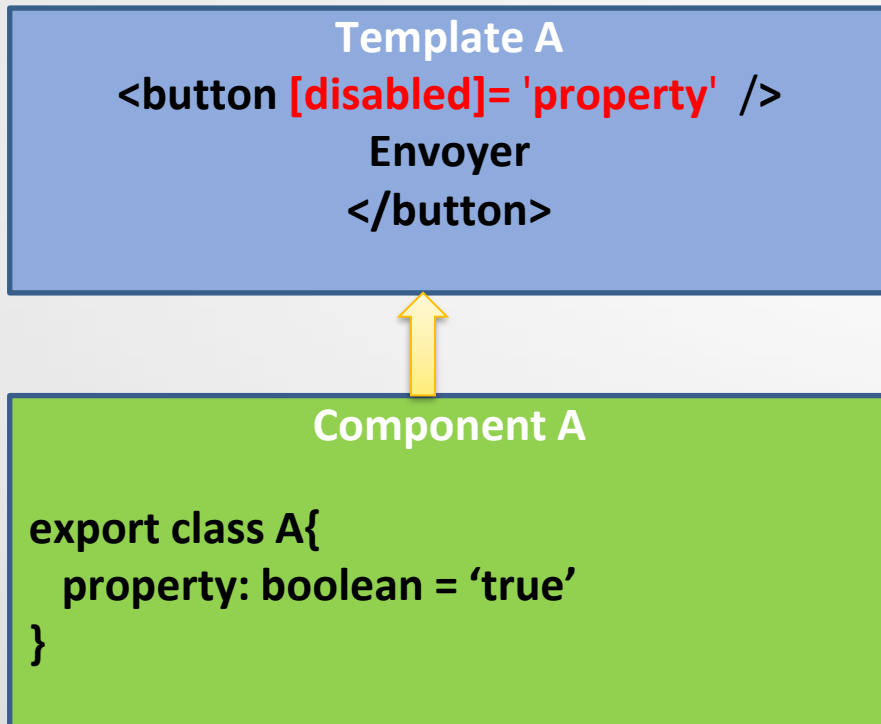 Template A
<button [disabled]= 'property' />
Envoyer
</button>
Component A
export class A{
property: boolean = ‘true’
}